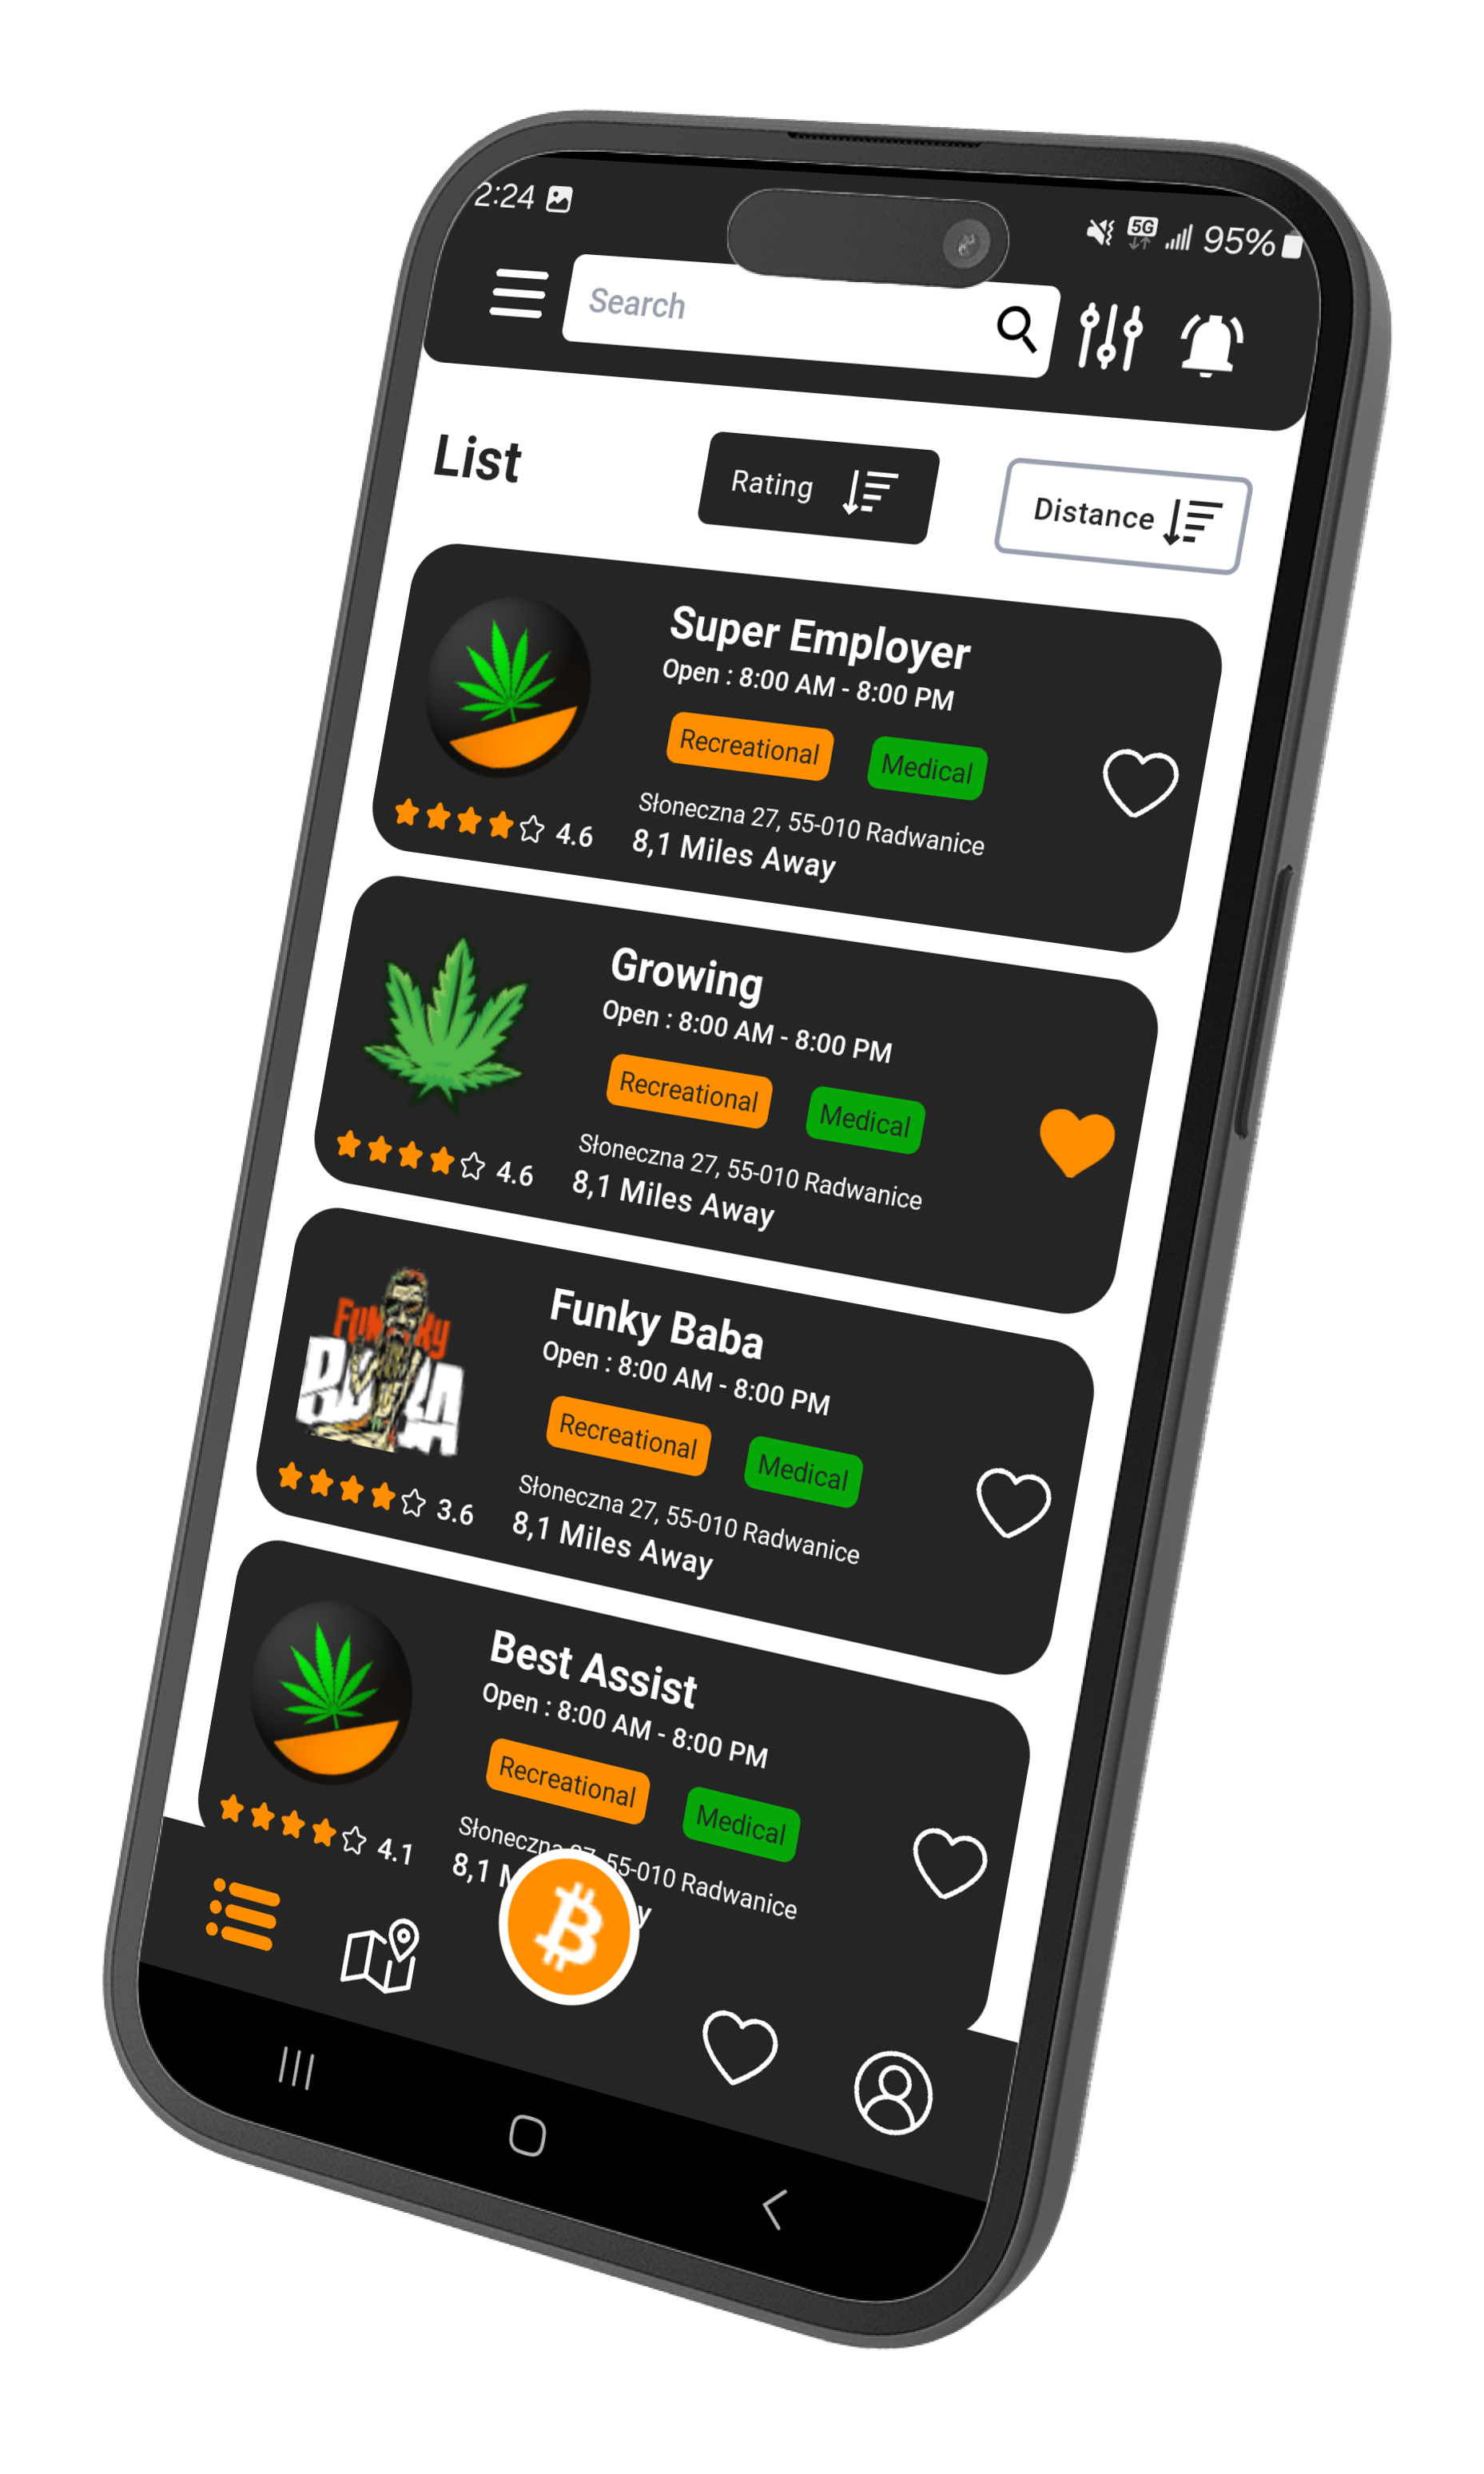 2:24
5G 95%
Search
List
Rating
Distance
Super Employer
Open : 8:00 AM - 8:00 PM
Recreational Medical
Słoneczna 27, 55-010 Radwanice
4.6 8,1 Miles Away
Growing
Open : 8:00 AM - 8:00 PM
Recreational Medical
Słoneczna 27, 55-010 Radwanice
4.6 8,1 Miles Away
FUNKY
BABA
Funky Baba
Open : 8:00 AM - 8:00 PM
Recreational Medical
Słoneczna 27, 55-010 Radwanice
3.6 8,1 Miles Away
Best Assist
Open : 8:00 AM - 8:00 PM
Recreational Medical
Słoneczna 27, 55-010 Radwanice
4.1 8,1